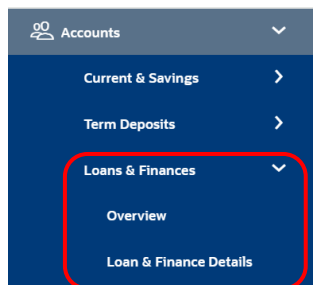 Accounts
Current & Savings
Term Deposits
Loans & Finances
Overview
Loan & Finance Details